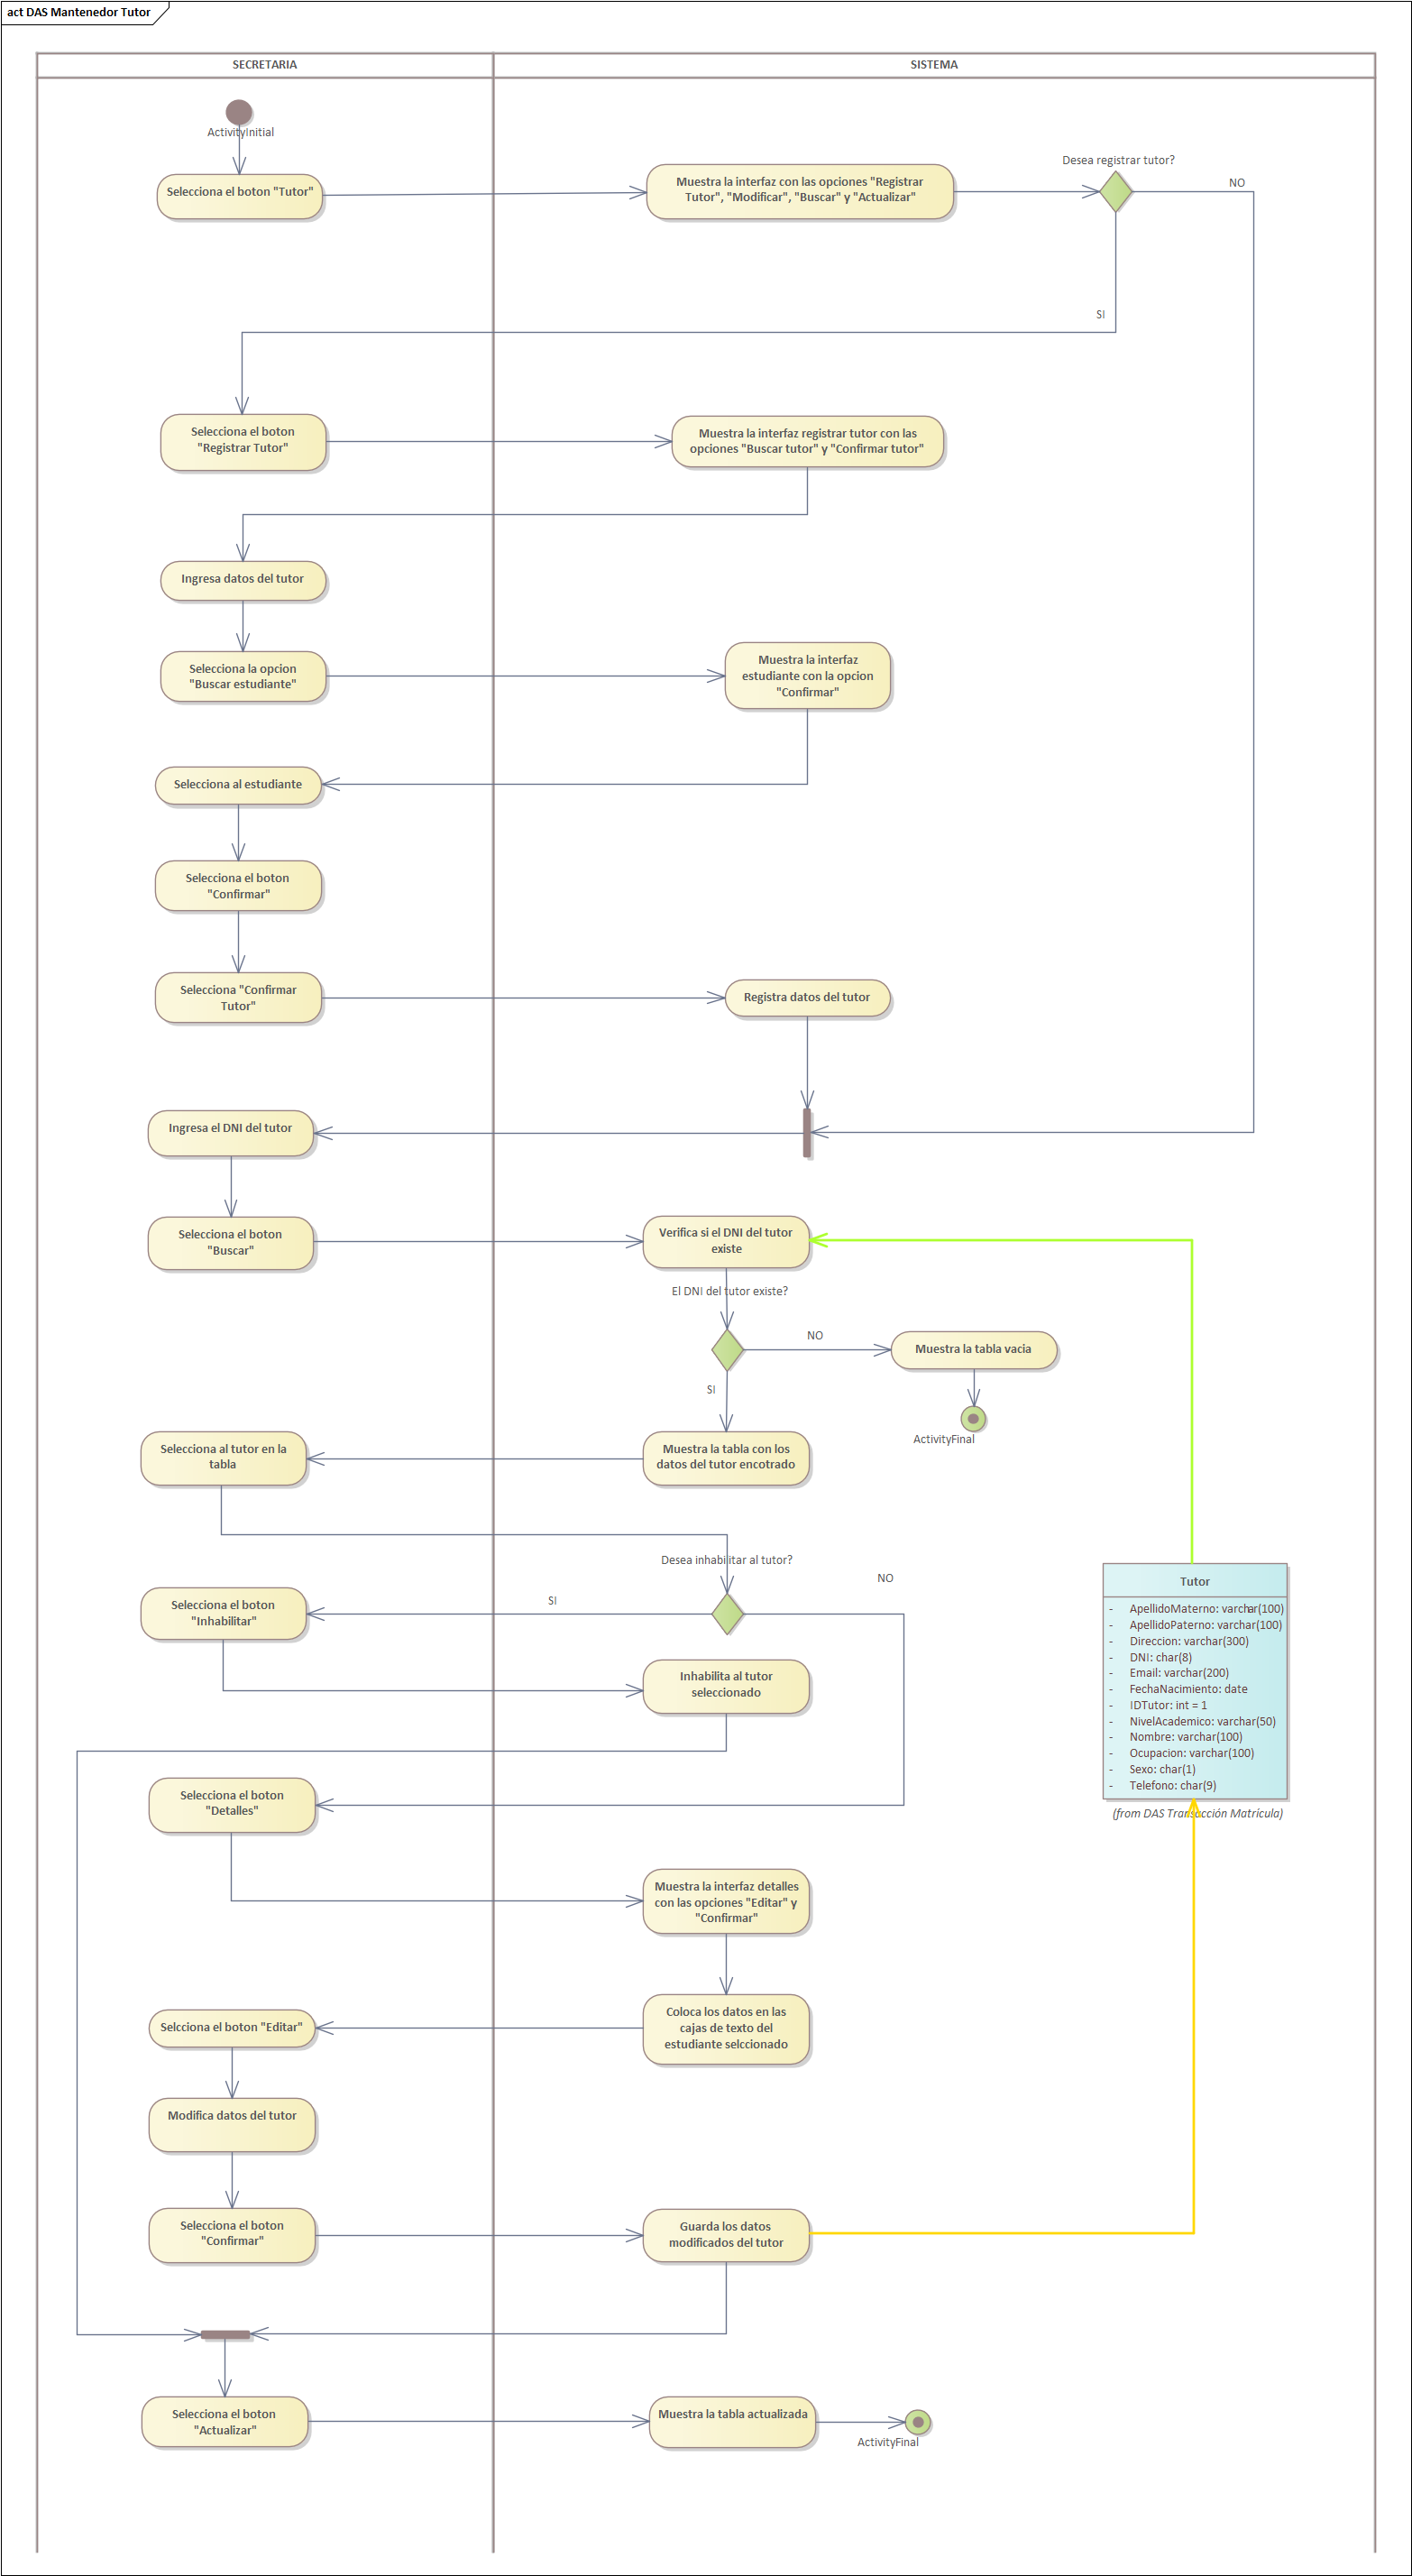 act DAS Mantenedor Tutor
SECRETARIA
SISTEMA
ActivityInitial
Desea registrar tutor?
Selecciona el boton "Tutor"
Muestra la interfaz con las opciones "Registrar
Tutor", "Modificar", "Buscar" y "Actualizar"
NO
SI
Selecciona el boton
"Registrar Tutor"
Muestra la interfaz registrar tutor con las
opciones "Buscar tutor" y "Confirmar tutor"
Ingresa datos del tutor
Selecciona la opcion
"Buscar estudiante"
Muestra la interfaz
estudiante con la opcion
"Confirmar"
Selecciona al estudiante
Selecciona el boton
"Confirmar"
Selecciona "Confirmar
Tutor"
Registra datos del tutor
Ingresa el DNI del tutor
Selecciona el boton
"Buscar"
Verifica si el DNI del tutor
existe
El DNI del tutor existe?
NO
Muestra la tabla vacia
SI
ActivityFinal
Selecciona al tutor en la
tabla
Muestra la tabla con los
datos del tutor encotrado
Desea inhabilitar al tutor?
NO
SI
Selecciona el boton
"Inhabilitar"
Inhabilita al tutor
seleccionado
Tutor
- ApellidoMaterno: varchar(100)
- ApellidoPaterno: varchar(100)
- Direccion: varchar(300)
- DNI: char(8)
- Email: varchar(200)
- FechaNacimiento: date
- IDTutor: int = 1
- NivelAcademico: varchar(50)
- Nombre: varchar(100)
- Ocupacion: varchar(100)
- Sexo: char(1)
- Telefono: char(9)
(from DAS Transacción Matrícula)
Selecciona el boton
"Detalles"
Muestra la interfaz detalles
con las opciones "Editar" y
"Confirmar"
Coloca los datos en las
cajas de texto del
estudiante selccionado
Selcciona el boton "Editar"
Modifica datos del tutor
Selecciona el boton
"Confirmar"
Guarda los datos
modificados del tutor
Selecciona el boton
"Actualizar"
Muestra la tabla actualizada
ActivityFinal